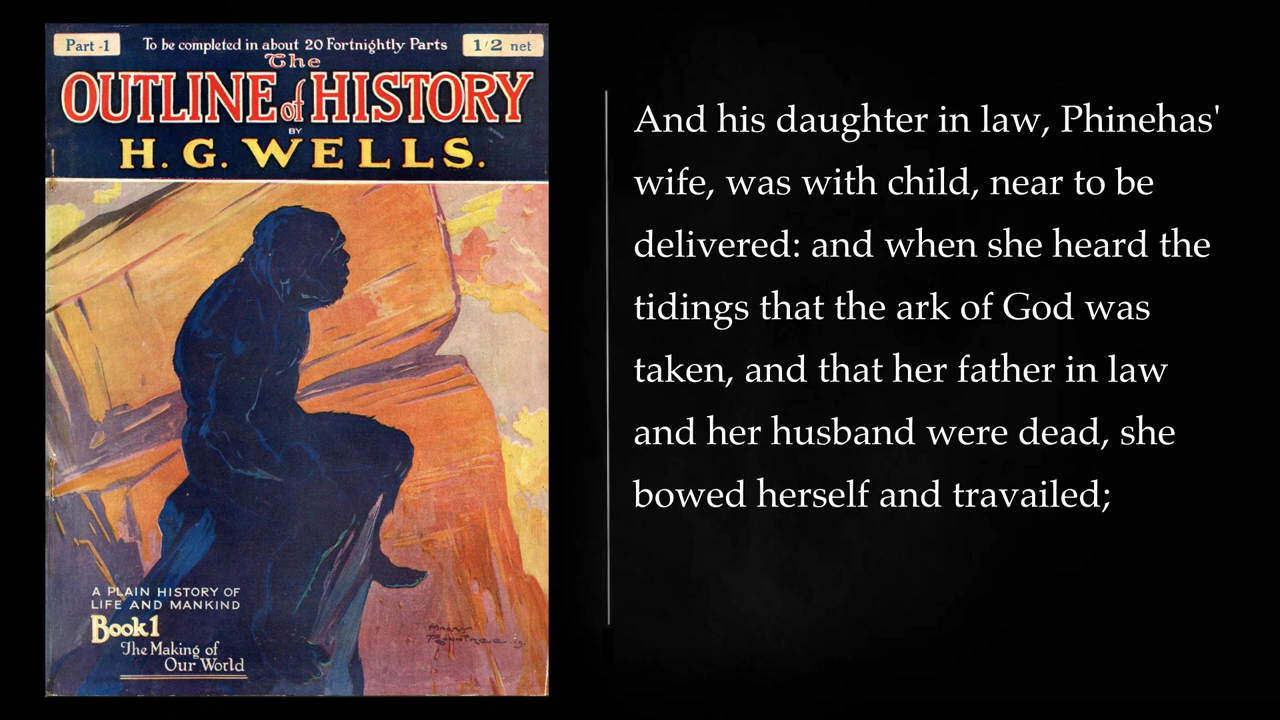 Part -1
To be completed in about 20 Fortnightly Parts
1/2 net
The
OUTLINE of HISTORY
BY
H. G. WELLS.
A PLAIN HISTORY OF
LIFE AND MANKIND
Book 1
The Making of
Our World
And his daughter in law, Phinehas'
wife, was with child, near to be
delivered: and when she heard the
tidings that the ark of God was
taken, and that her father in law
and her husband were dead, she
bowed herself and travailed;